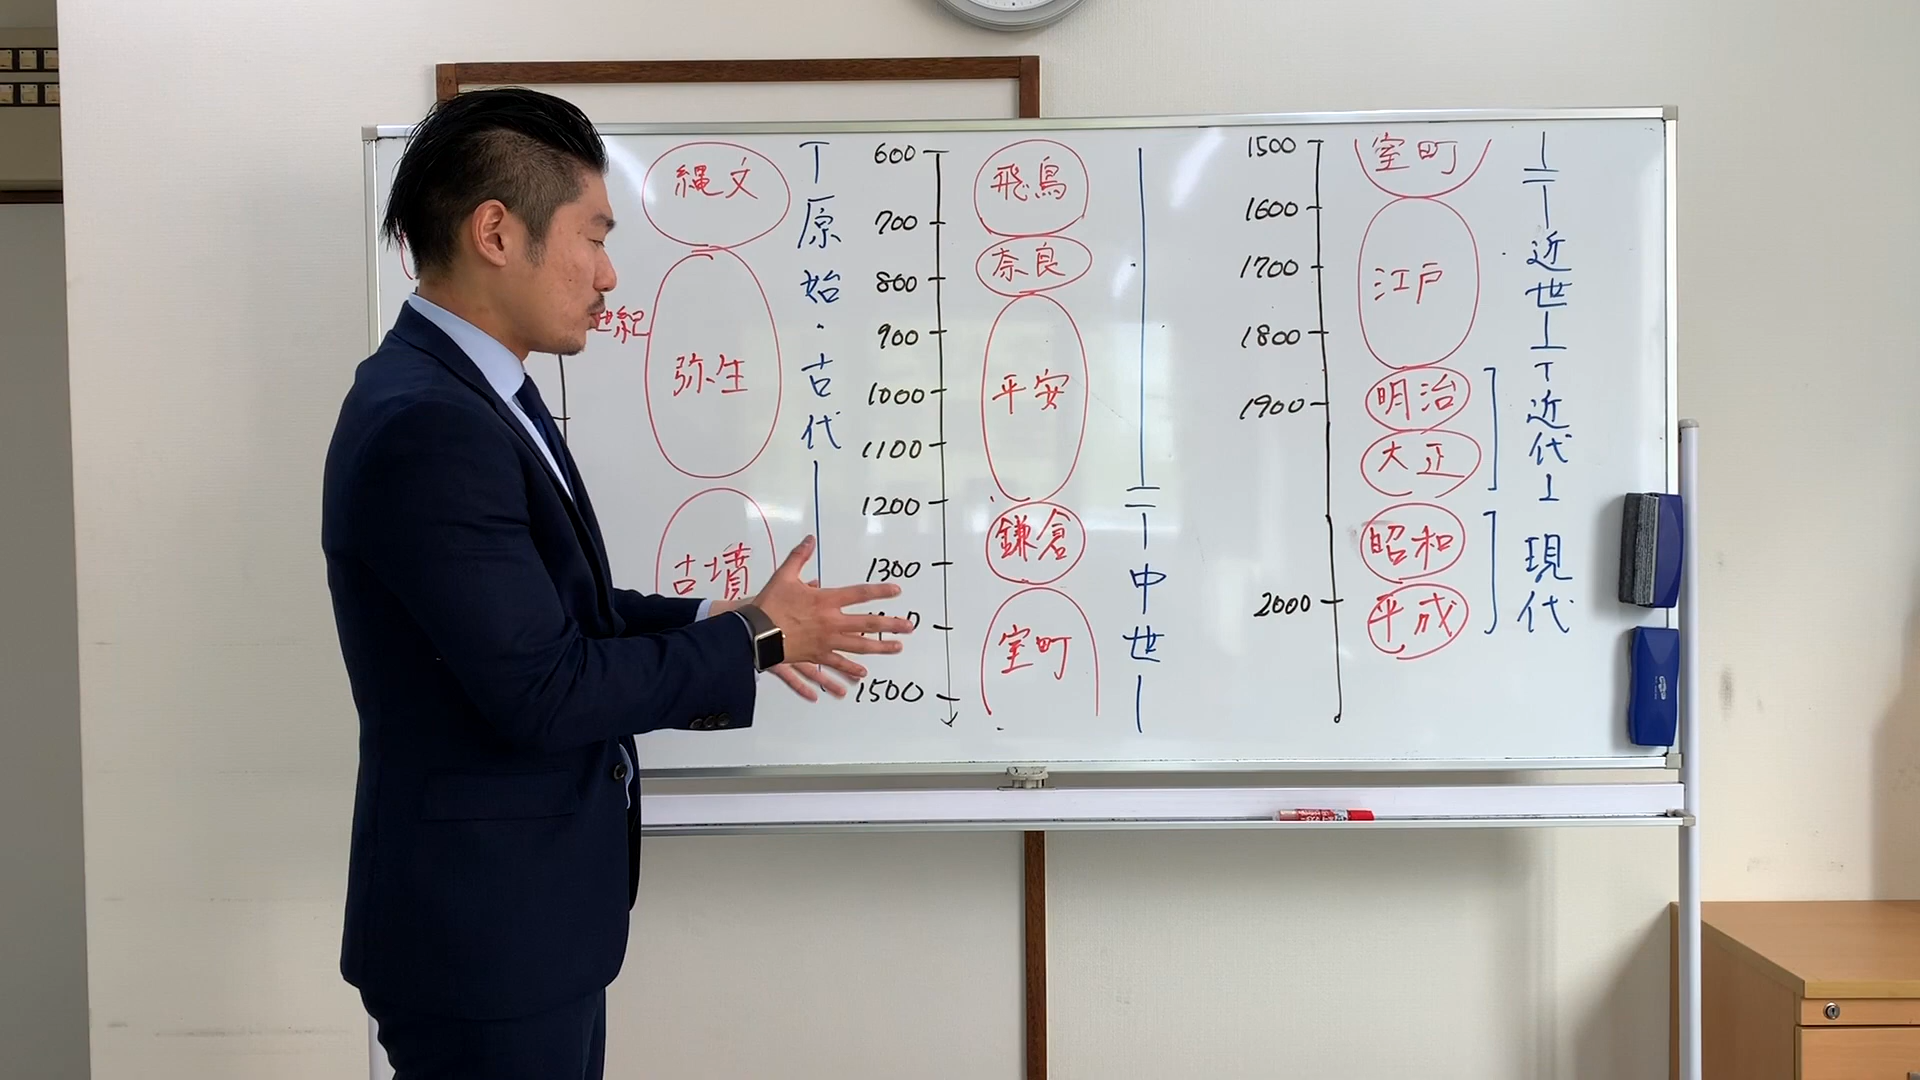 世紀
縄文
弥生
古墳
原始・古代
600
700
800
900
1000
1100
1200
1300
1500
飛鳥
奈良
平安
鎌倉
室町
中世
1500
1600
1700
1800
1900
2000
室町
江戸
明治
大正
昭和
平成
近世
近代
現代